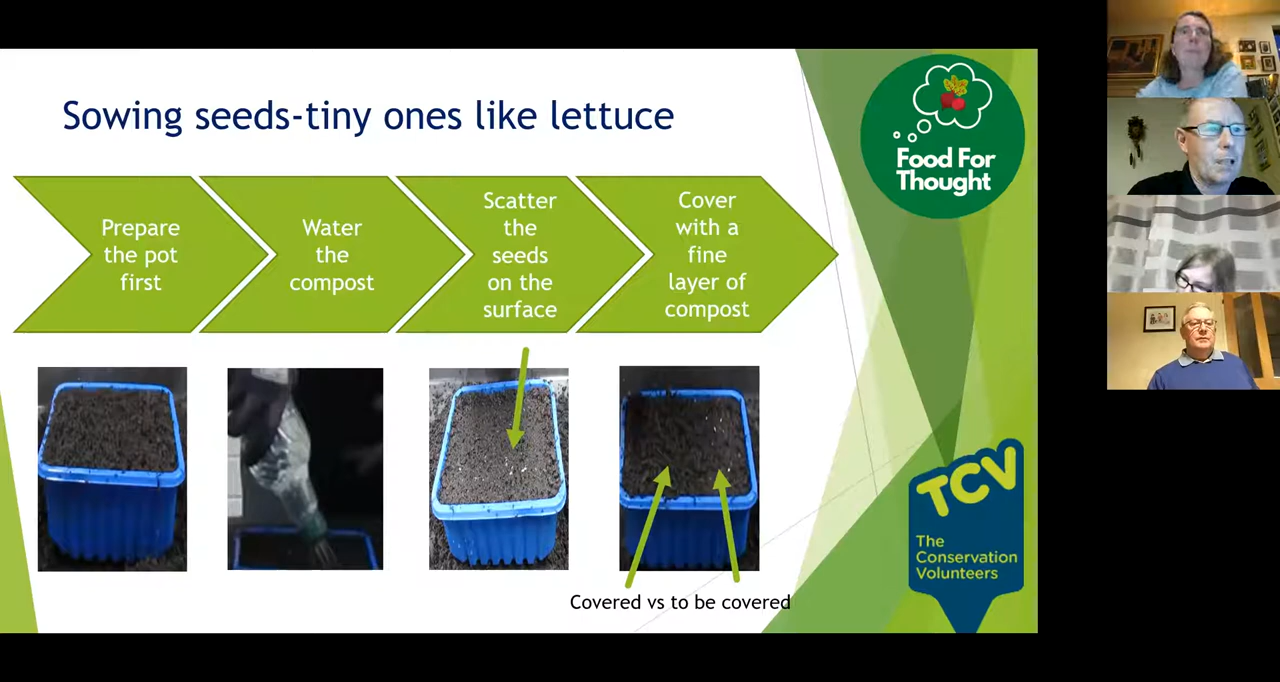 Sowing seeds-tiny ones like lettuce
Prepare
the pot
first
Water
the
compost
Scatter
the
seeds
on the
surface
Cover
with a
fine
layer of
compost
Covered vs to be covered
Food For
Thought
TCV
The
Conservation
Volunteers